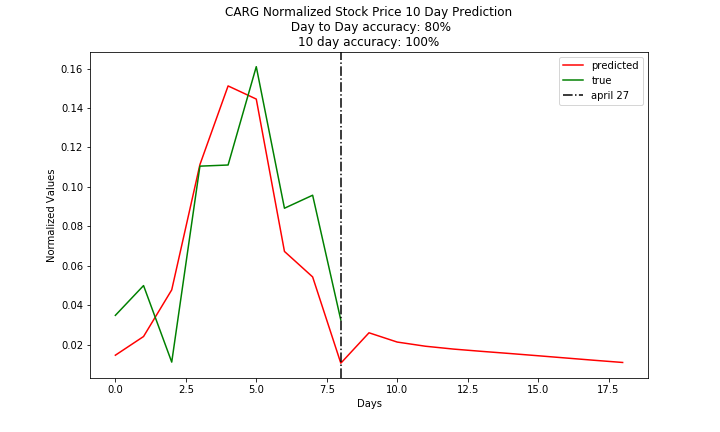 CARG Normalized Stock Price 10 Day Prediction
Day to Day accuracy: 80%
10 day accuracy: 100%
predicted
true
april 27
0.16
0.14
0.12
0.10
0.08
0.06
0.04
0.02
Normalized Values
0.0 2.5 5.0 7.5 10.0 12.5 15.0 17.5
Days